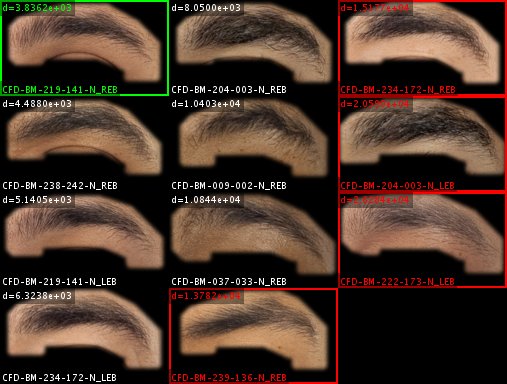 d=3.8362e+03
CFD-BM-219-141-N_REB
d=8.0500e+03
CFD-BM-204-003-N_REB
CFD-BM-234-172-N_REB
d=4.4880e+03
CFD-BM-238-242-N_REB
d=1.0403e+04
CFD-BM-009-002-N_REB
CFD-BM-204-003-N_LEB
d=5.1405e+03
CFD-BM-219-141-N_LEB
d=1.0844e+04
CFD-BM-037-033-N_REB
CFD-BM-222-173-N_LEB
d=6.3238e+03
CFD-BM-234-172-N_LEB
d=1.3782e+04
CFD-BM-239-136-N_REB